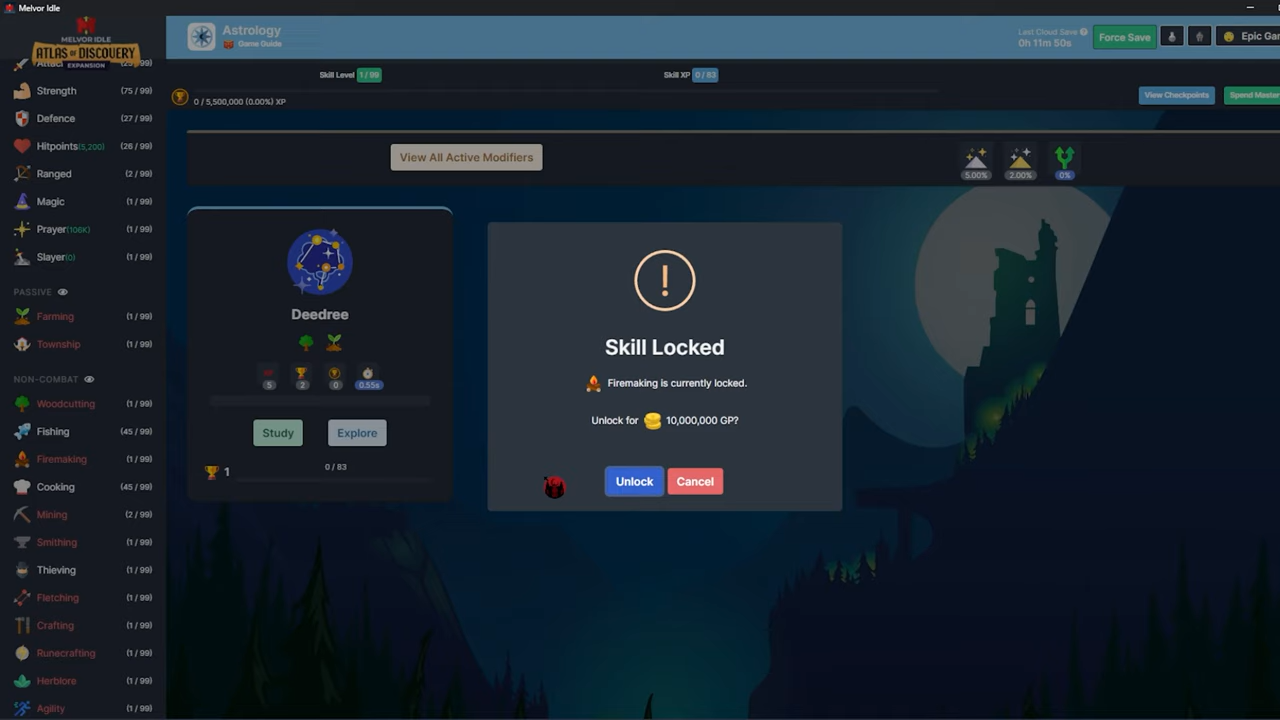 Melvor Idle
MELVOR IDLE
ATLAS OF DISCOVERY
EXPANSION
(75 / 99)
Strength
Defence (27 / 99)
Hitpoints(5,200) (26 / 99)
Ranged (2 / 99)
Magic (1 / 99)
Prayer(106K) (1 / 99)
Slayer(0) (1 / 99)
PASSIVE
Farming (1 / 99)
Township (1 / 99)
NON-COMBAT
Woodcutting (1 / 99)
Fishing (45 / 99)
Firemaking (1 / 99)
Cooking (45 / 99)
Mining (2 / 99)
Smithing (1 / 99)
Thieving (1 / 99)
Fletching (1 / 99)
Crafting (1 / 99)
Runecrafting (1 / 99)
Herblore (1 / 99)
Agility (1 / 99)
Astrology
Game Guide
Last Cloud Save
0h 11m 50s
Force Save
Epic Gar
Skill Level 1 / 99
Skill XP 0 / 83
0 / 5,500,000 (0.00%) XP
View Checkpoints
Spend Master
View All Active Modifiers
5.00% 2.00% 0%
Deedree
5 2 0 0.55s
Study Explore
1 0 / 83
!
Skill Locked
Firemaking is currently locked.
Unlock for 10,000,000 GP?
Unlock Cancel